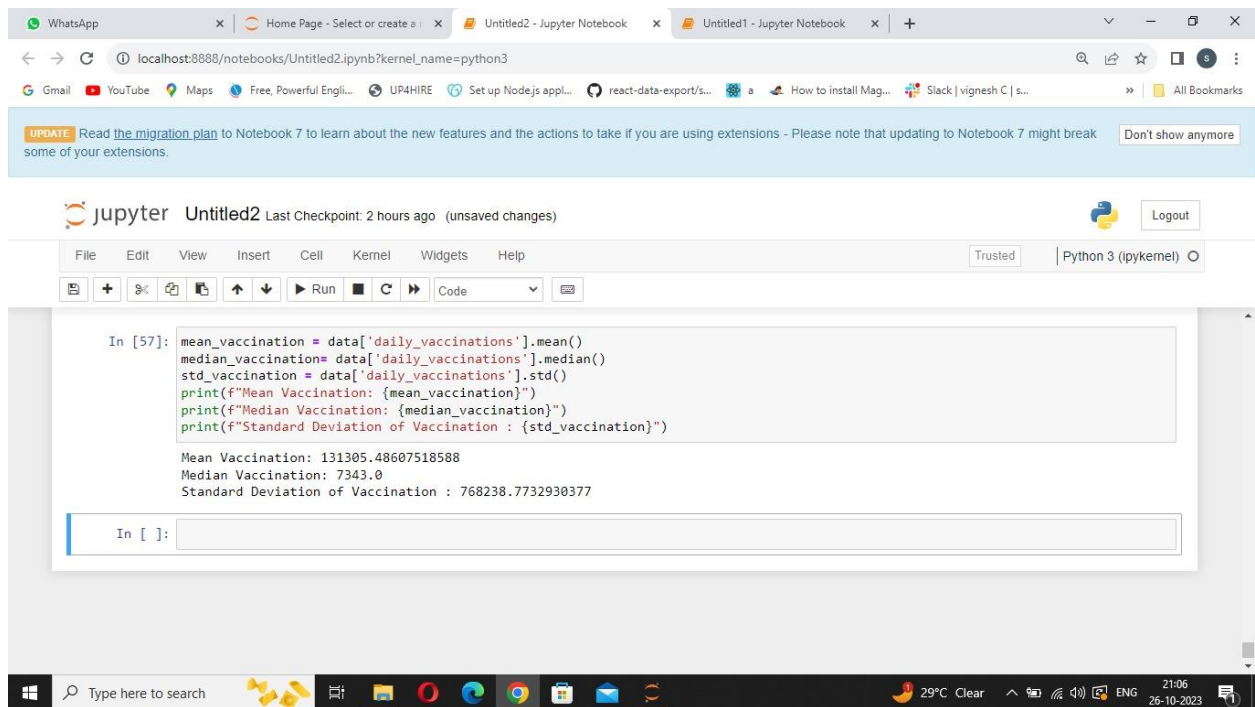 WhatsApp
Home Page - Select or create a
Untitled2 - Jupyter Notebook
Untitled1 - Jupyter Notebook
localhost:8888/notebooks/Untitled2.ipynb?kernel_name=python3
S
Gmail YouTube Maps Free, Powerful Engli... UP4HIRE Set up Node.js appl... react-data-export/s... a How to install Mag... Slack | vignesh C | s... » All Bookmarks
UPDATE Read the migration plan to Notebook 7 to learn about the new features and the actions to take if you are using extensions - Please note that updating to Notebook 7 might break
some of your extensions.
Don't show anymore
jupyter Untitled2 Last Checkpoint: 2 hours ago (unsaved changes)
Logout
File Edit View Insert Cell Kernel Widgets Help
Trusted
Python 3 (ipykernel)
Run Code
In [57]: mean_vaccination = data['daily_vaccinations'].mean()
median_vaccination= data['daily_vaccinations'].median()
std_vaccination = data['daily_vaccinations'].std()
print(f"Mean Vaccination: {mean_vaccination}")
print(f"Median Vaccination: {median_vaccination}")
print(f"Standard Deviation of Vaccination : {std_vaccination}")
Mean Vaccination: 131305.48607518588
Median Vaccination: 7343.0
Standard Deviation of Vaccination : 768238.7732930377
In [ ]:
Type here to search
29°C Clear
ENG
21:06
26-10-2023
1